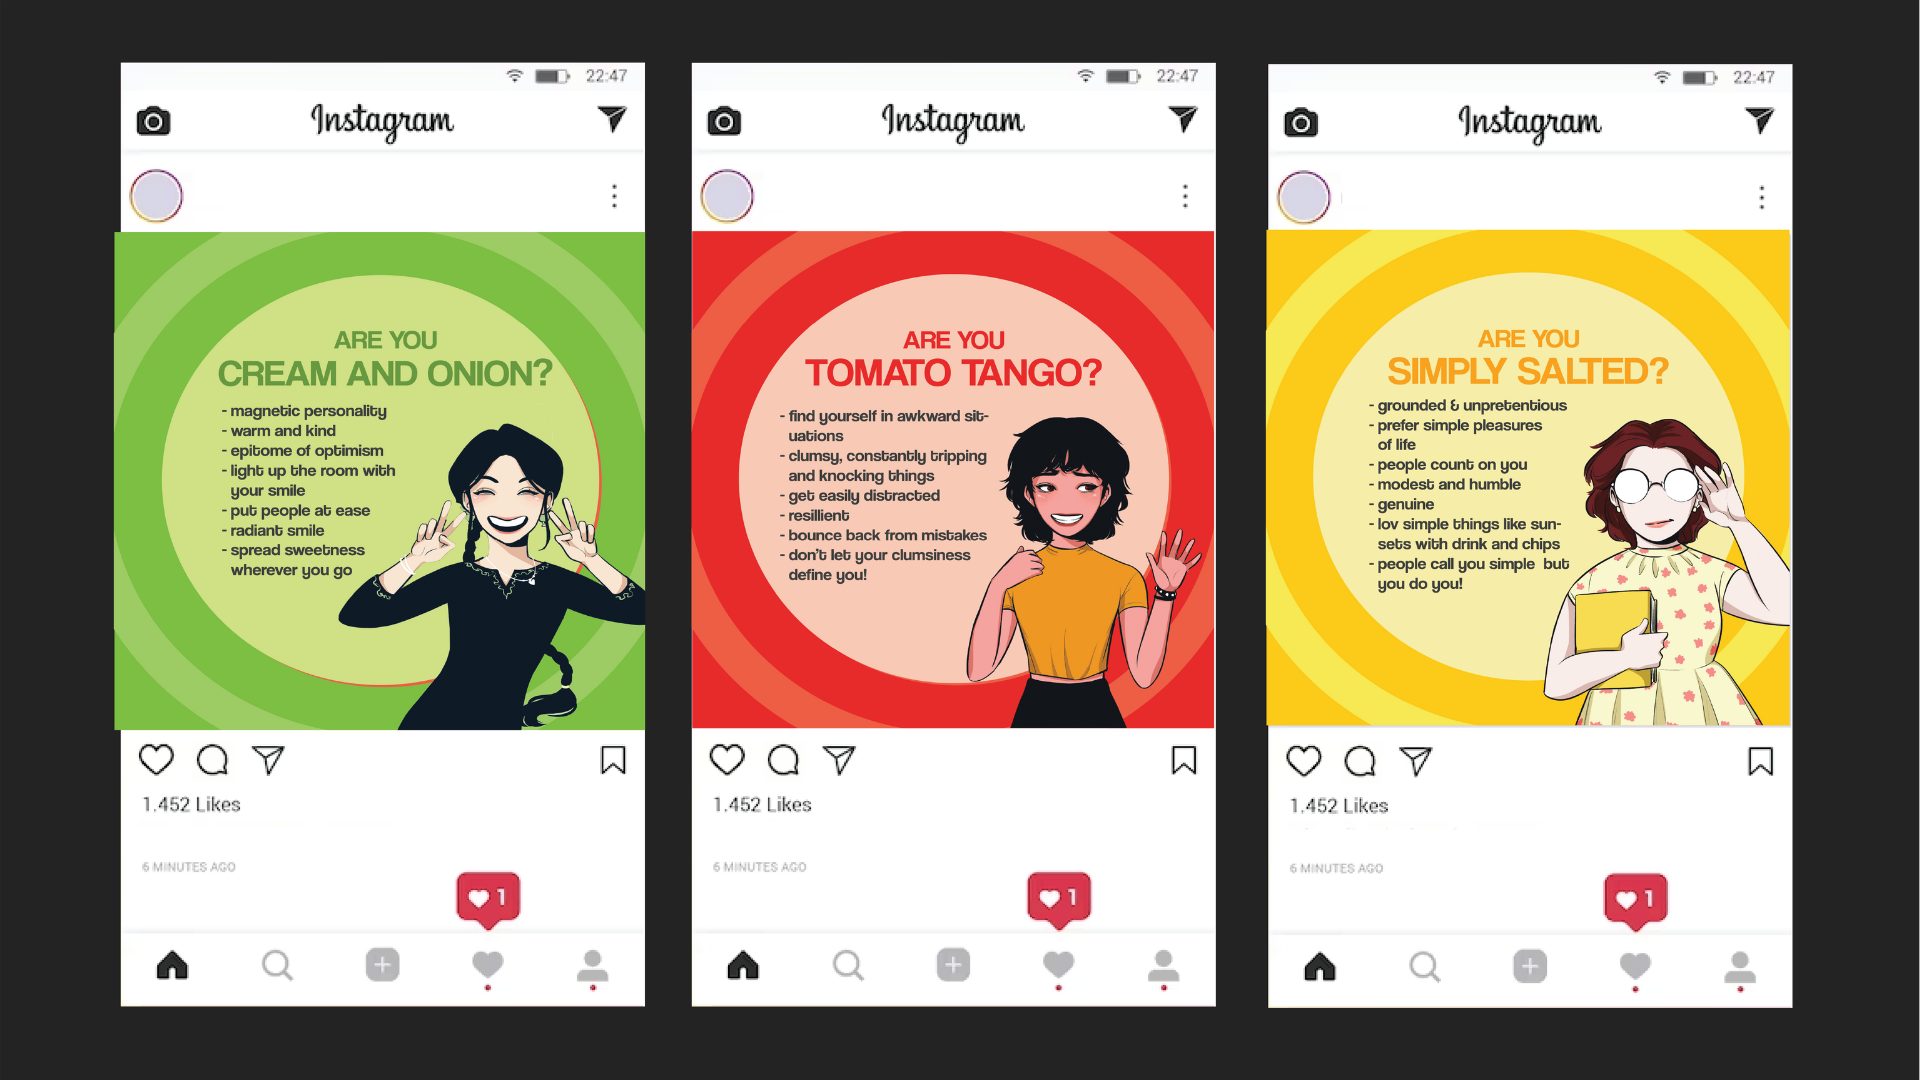 22:47
Instagram
ARE YOU
CREAM AND ONION?
- magnetic personality
- warm and kind
- epitome of optimism
- light up the room with
your smile
- put people at ease
- radiant smile
- spread sweetness
wherever you go
1.452 Likes
6 MINUTES AGO
1
22:47
Instagram
ARE YOU
TOMATO TANGO?
- find yourself in awkward sit-
uations
- clumsy, constantly tripping
and knocking things
- get easily distracted
- resillient
- bounce back from mistakes
- don't let your clumsiness
define you!
1.452 Likes
6 MINUTES AGO
1
22:47
Instagram
ARE YOU
SIMPLY SALTED?
- grounded & unpretentious
- prefer simple pleasures
of life
- people count on you
- modest and humble
- genuine
- lov simple things like sun-
sets with drink and chips
- people call you simple but
you do you!
1.452 Likes
6 MINUTES AGO
1